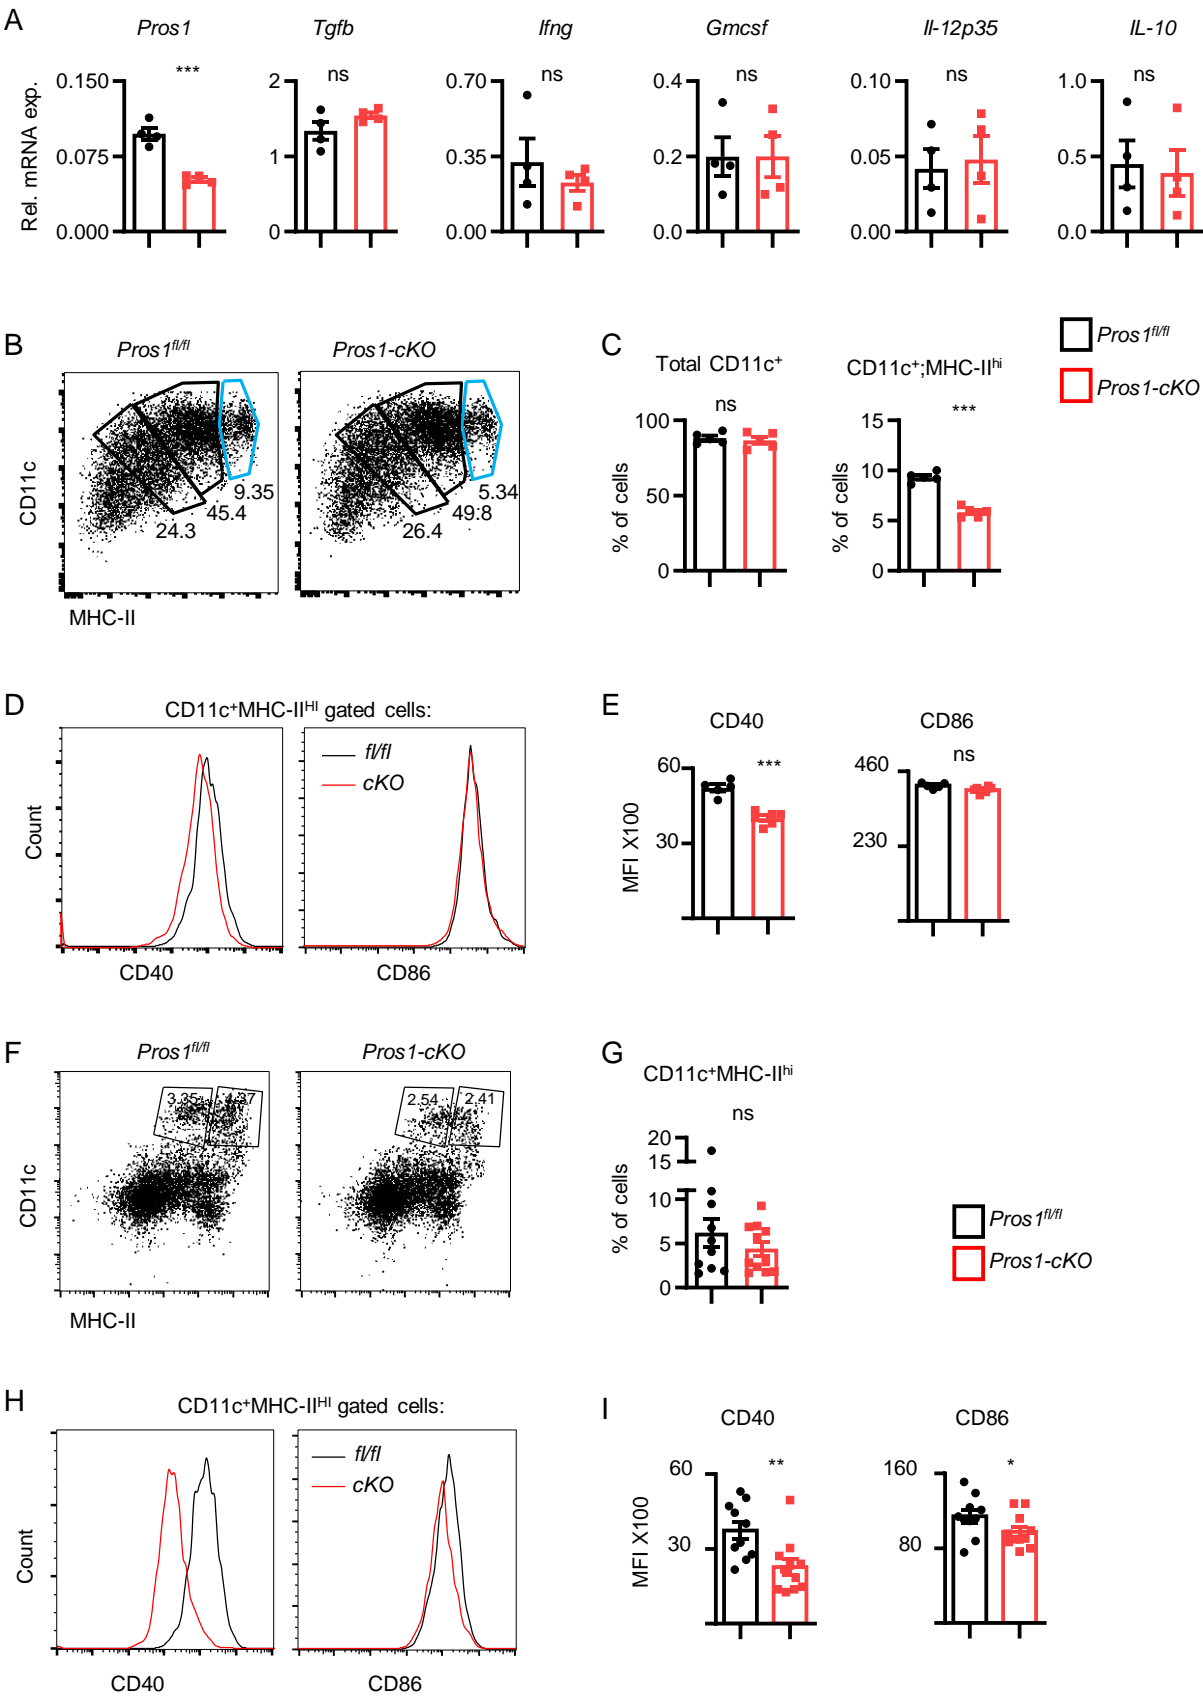 A
Pros1 Tgfb Ifng Gmcsf Il-12p35 IL-10
*** ns ns ns ns ns
Rel. mRNA exp.
0.150 0.075 0.000
2 1 0
0.70 0.35 0.00
0.4 0.2 0.0
0.10 0.05 0.00
1.0 0.5 0.0
B
Pros1fl/fl Pros1-cKO
CD11c
9.35
45.4
24.3
5.34
49.8
26.4
MHC-II
C
Total CD11c+
ns
% of cells
100
50
0
CD11c+;MHC-IIhi
***
% of cells
15
10
5
0
Pros1fl/fl
Pros1-cKO
D
CD11c+MHC-IIHI gated cells:
fl/fl
cKO
Count
CD40 CD86
E
CD40
***
MFI X100
60
30
CD86
ns
460
230
F
Pros1fl/fl Pros1-cKO
CD11c
3.35 4.37
2.54 2.41
MHC-II
G
CD11c+MHC-IIhi
ns
% of cells
20
15
10
5
0
Pros1fl/fl
Pros1-cKO
H
CD11c+MHC-IIHI gated cells:
fl/fl
cKO
Count
CD40 CD86
I
CD40
**
MFI X100
60
30
CD86
*
160
80